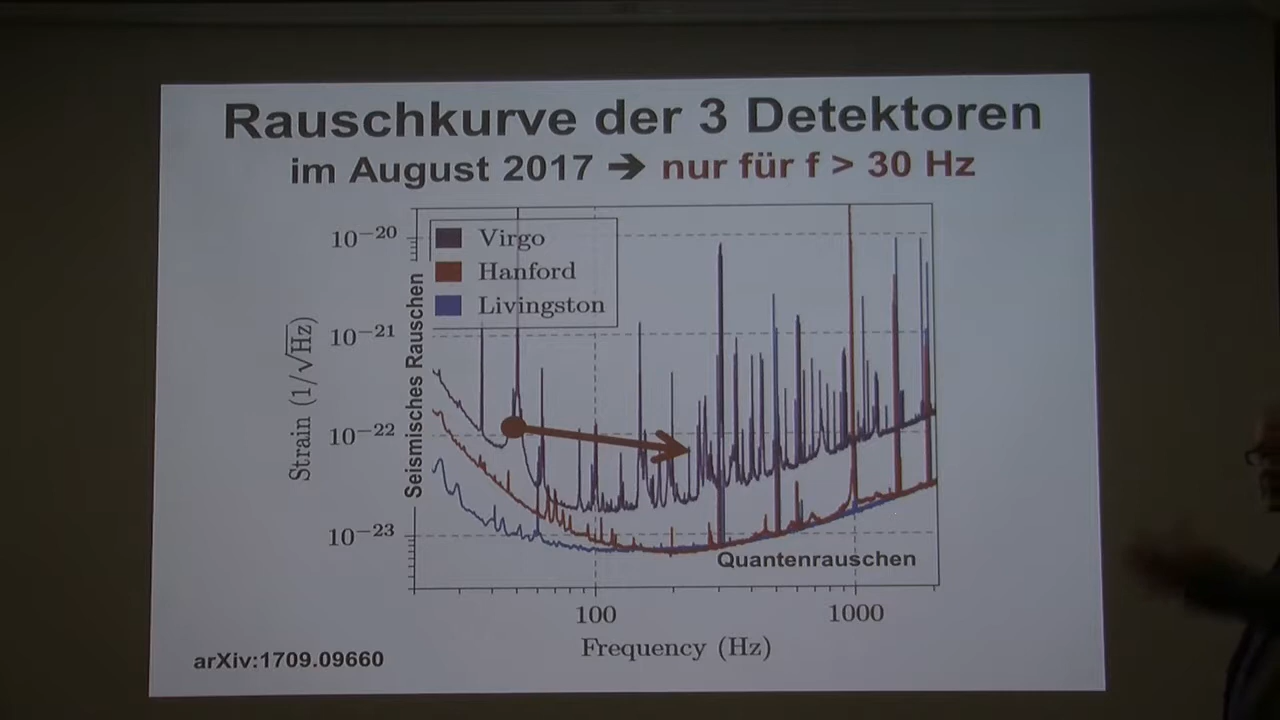 Rauschkurve der 3 Detektoren
im August 2017 ➔ nur für f > 30 Hz
Virgo
Hanford
Livingston
10−20
10−21
10−22
10−23
Strain (1/√Hz)
Seismisches Rauschen
Quantenrauschen
100
1000
Frequency (Hz)
arXiv:1709.09660